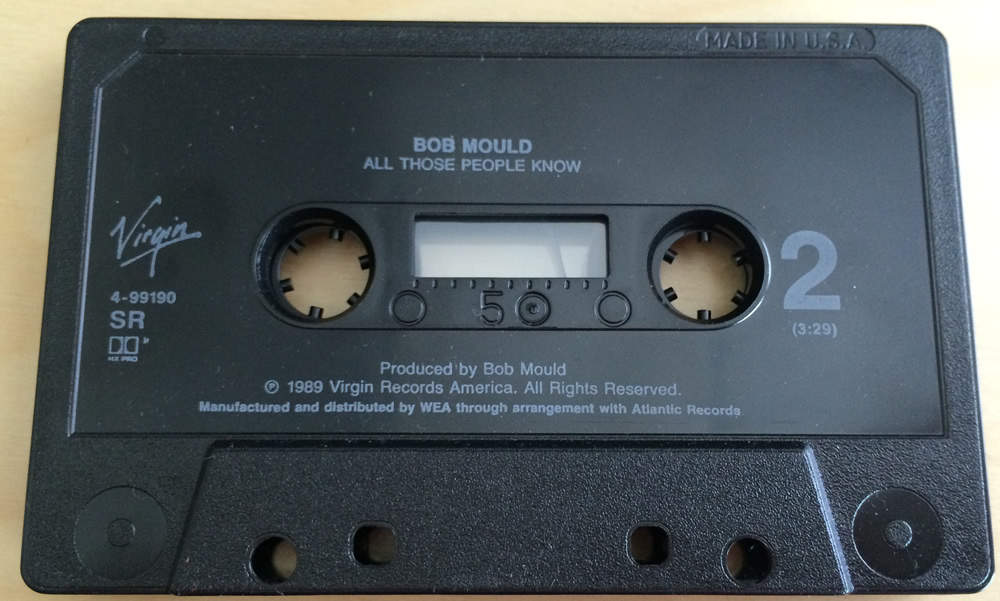 MADE IN U.S.A.
BOB MOULD
ALL THOSE PEOPLE KNOW
Virgin
4-99190
SR
HX PRO
5
2
(3:29)
Produced by Bob Mould
℗ 1989 Virgin Records America. All Rights Reserved.
Manufactured and distributed by WEA through arrangement with Atlantic Records